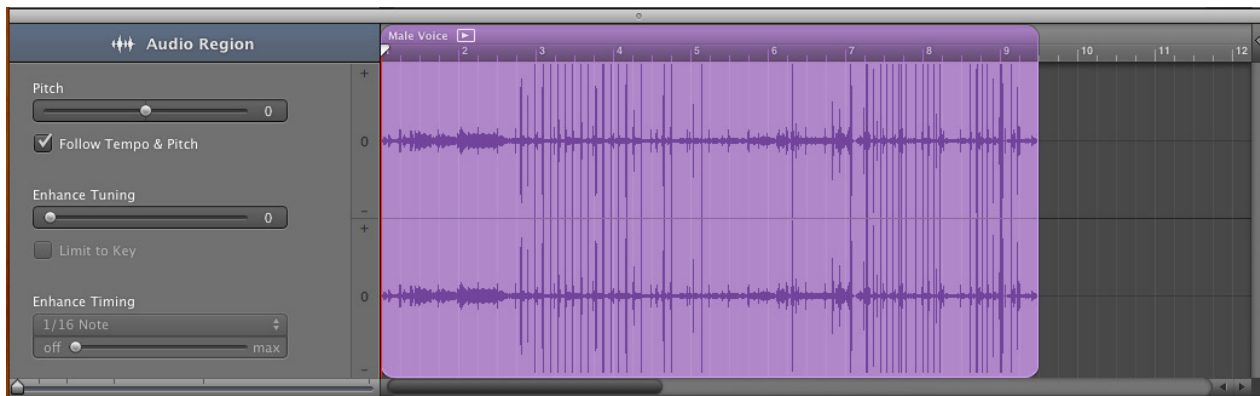 Audio Region
Male Voice
2 3 4 5 6 7 8 9 10 11 12
Pitch
0
Follow Tempo & Pitch
Enhance Tuning
0
Limit to Key
Enhance Timing
1/16 Note
off max
+
0
-
+
0
-